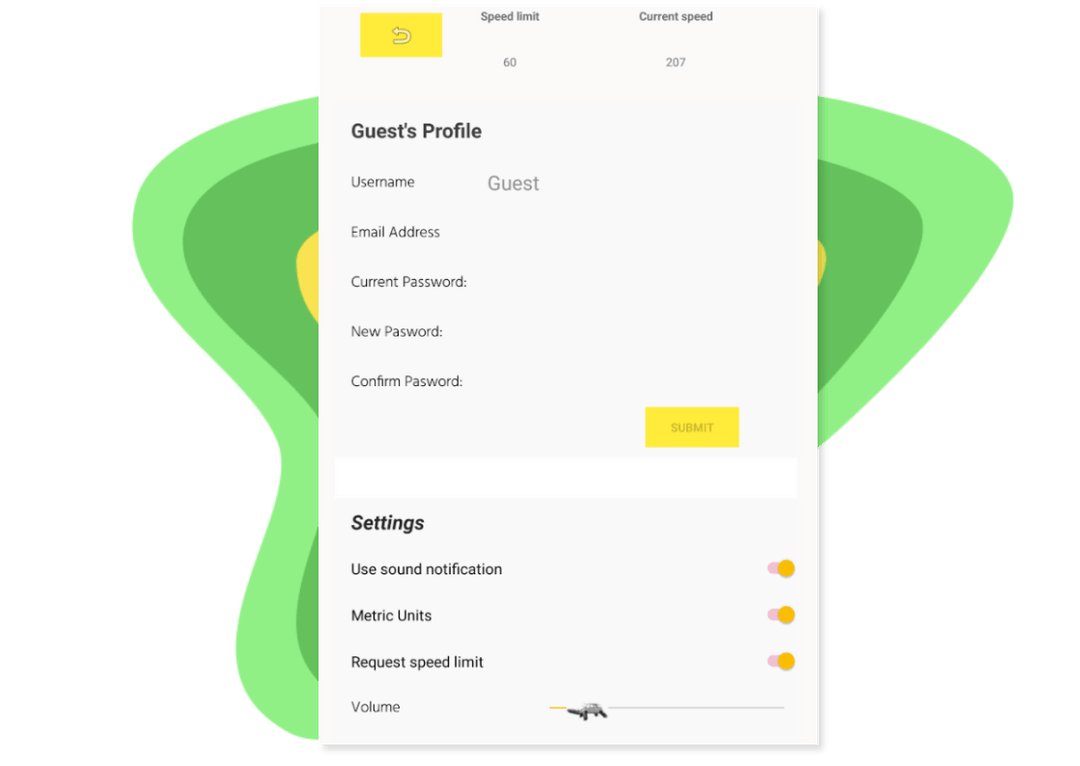 Speed limit Current speed
60 207
Guest's Profile
Username Guest
Email Address
Current Password:
New Pasword:
Confirm Pasword:
SUBMIT
Settings
Use sound notification
Metric Units
Request speed limit
Volume